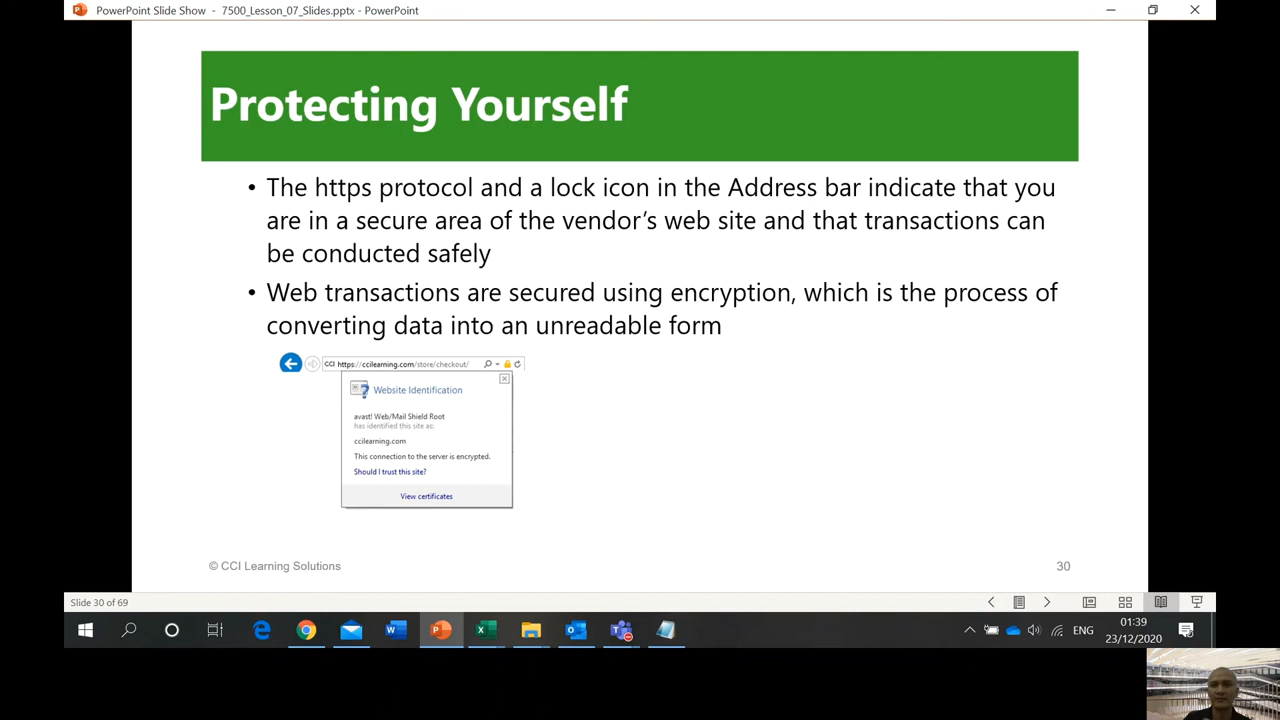 PowerPoint Slide Show - 7500_Lesson_07_Slides.pptx - PowerPoint
Protecting Yourself
• The https protocol and a lock icon in the Address bar indicate that you
are in a secure area of the vendor's web site and that transactions can
be conducted safely
• Web transactions are secured using encryption, which is the process of
converting data into an unreadable form
CCI https://ccilearning.com/store/checkout/
Website Identification
avast! Web/Mail Shield Root
has identified this site as:
ccilearning.com
This connection to the server is encrypted.
Should I trust this site?
View certificates
© CCI Learning Solutions
30
Slide 30 of 69
ENG
01:39
23/12/2020